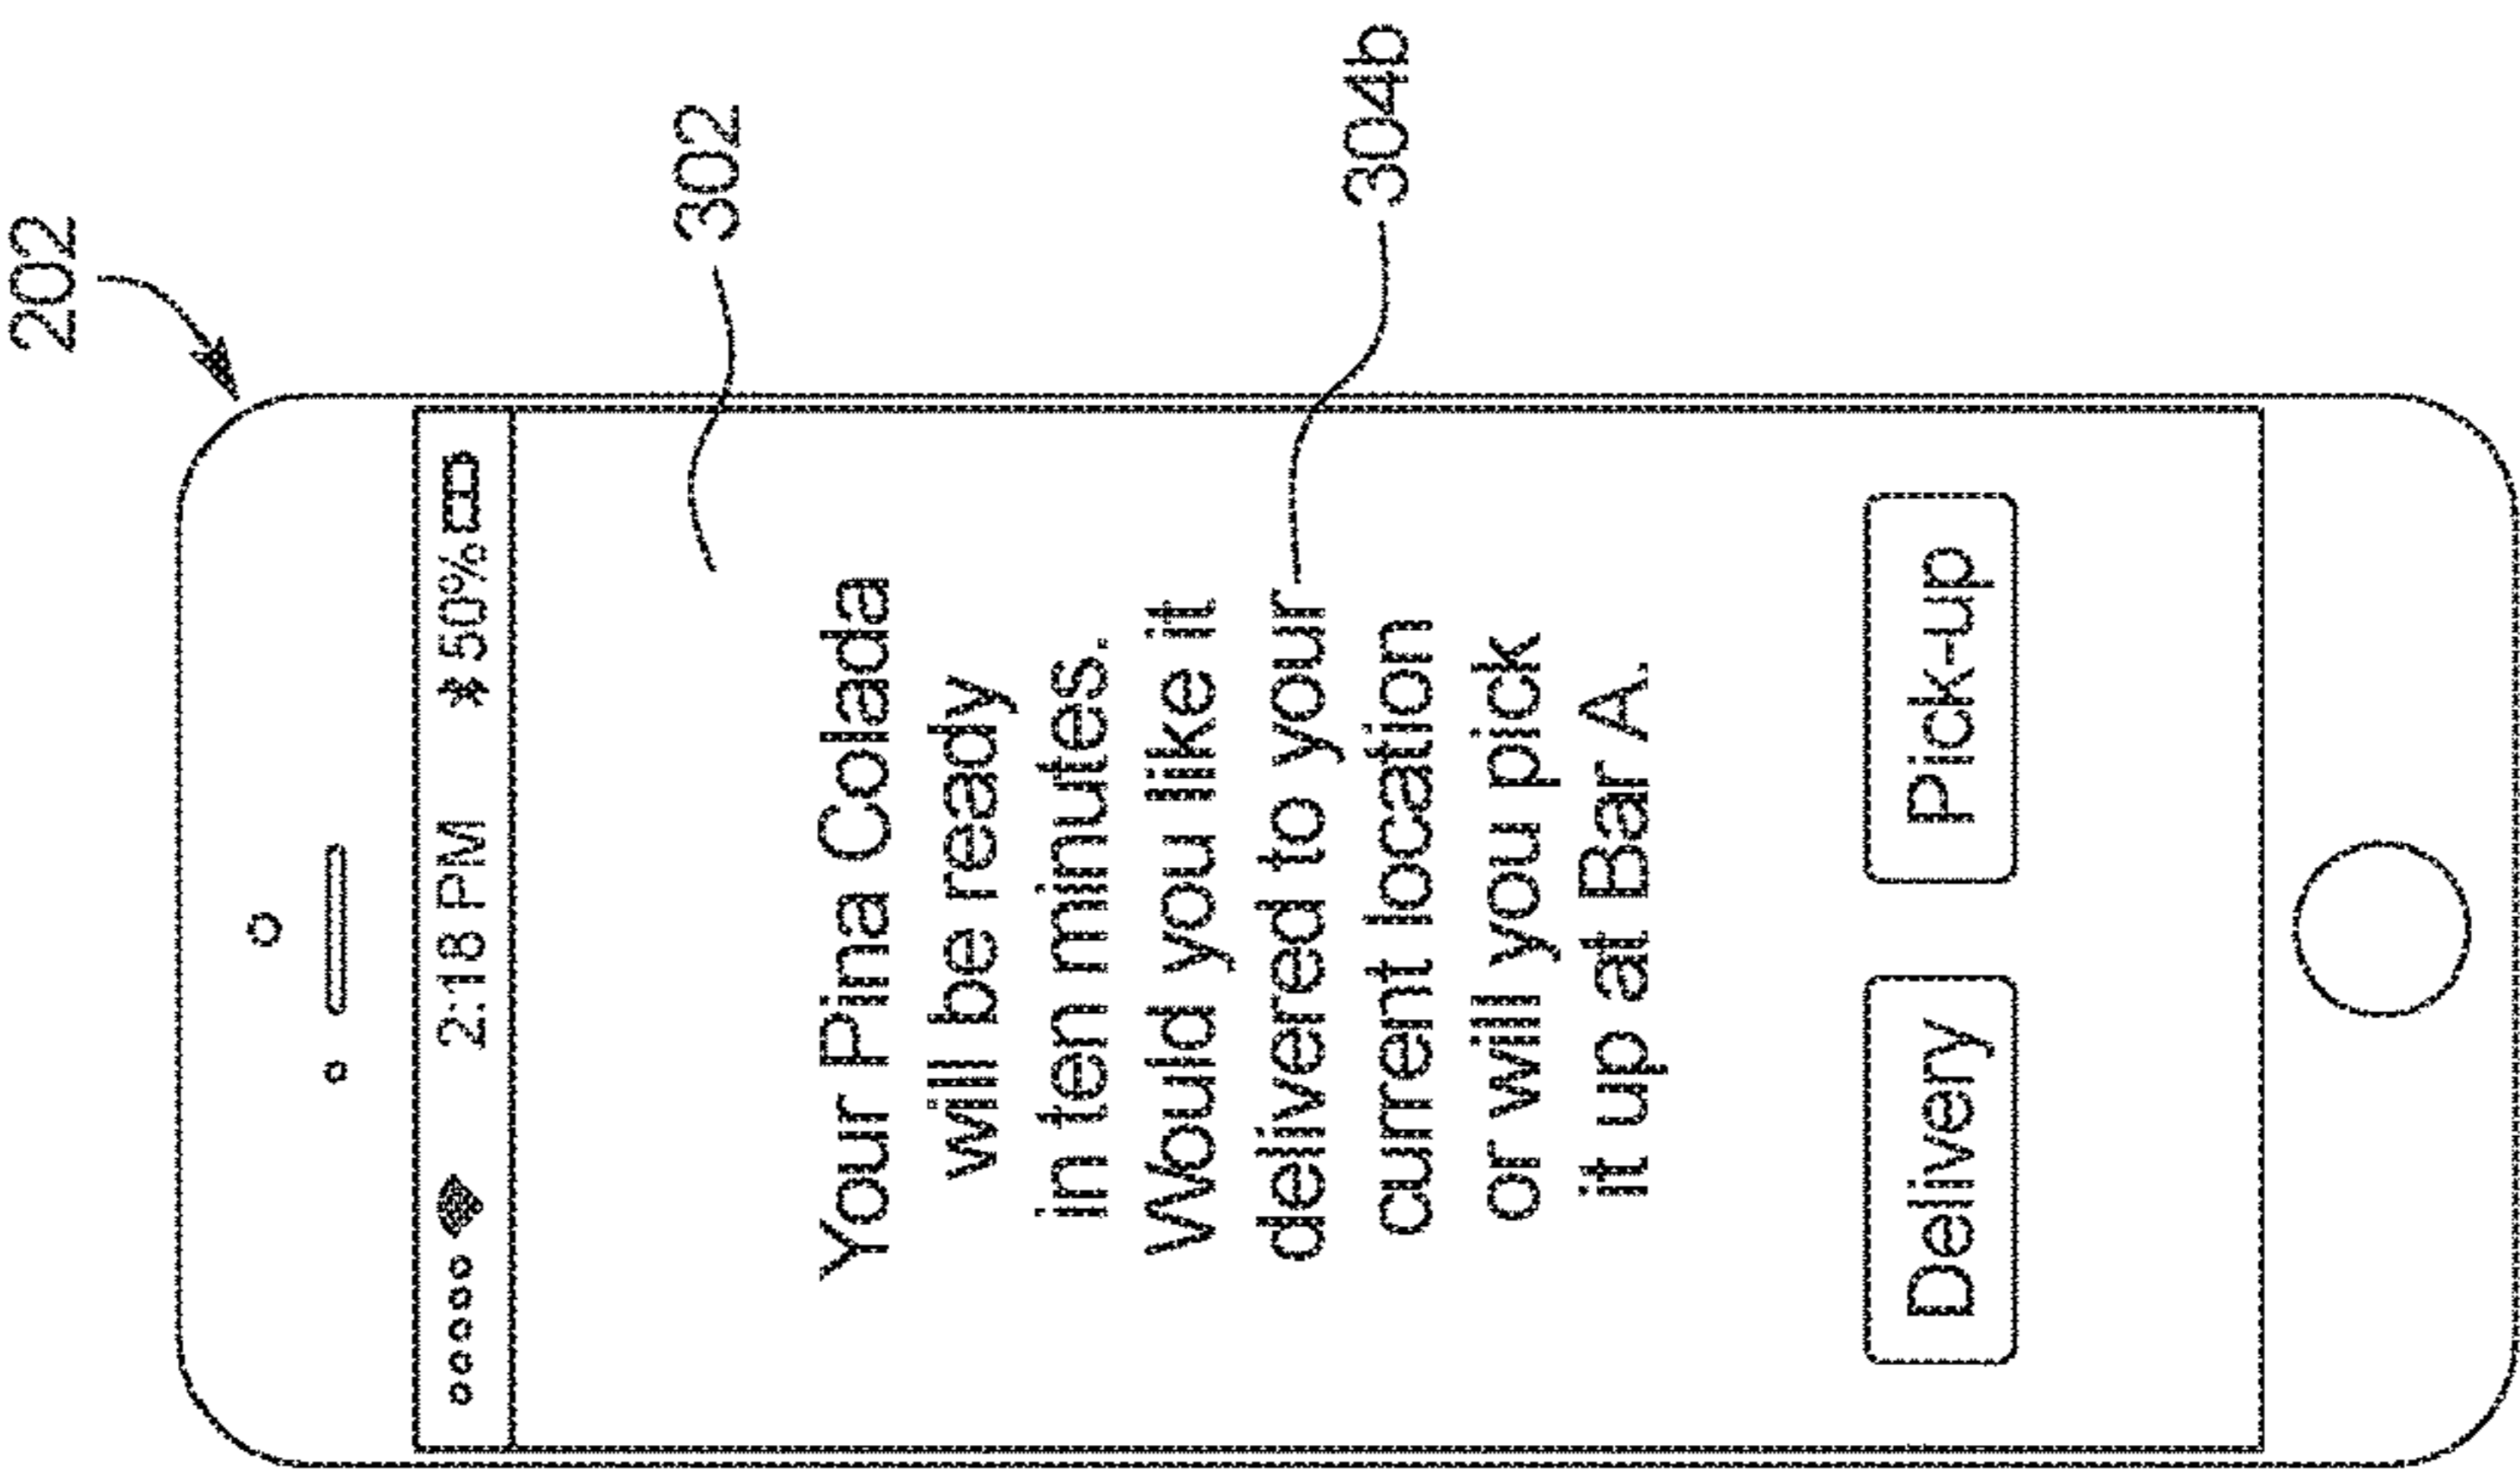 202
2:18 PM
50%
302
Your Pina Colada
will be ready
in ten minutes.
Would you like it
delivered to your
current location
or will you pick
it up at Bar A.
304b
Delivery
Pick-up